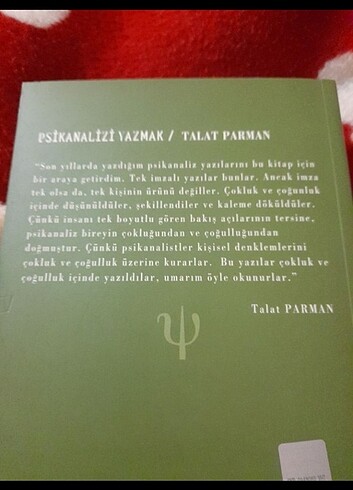 PSİKANALİZİ YAZMAK / TALAT PARMAN
"Son yıllarda yazdığım psikanaliz yazılarını bu kitap için
bir araya getirdim. Tek imzalı yazılar bunlar. Ancak imza
tek olsa da, tek kişinin ürünü değiller. Çokluk ve çoğunluk
içinde düşünüldüler, şekillendiler ve kaleme döküldüler.
Çünkü insanı tek boyutlu gören bakış açılarının tersine,
psikanaliz bireyin çokluğundan ve çoğulluğundan
doğmuştur. Çünkü psikanalistler kişisel denklemlerini
çokluk ve çoğulluk üzerine kurarlar. Bu yazılar çokluk ve
çoğulluk içinde yazıldılar, umarım öyle okunurlar."
Talat PARMAN
ψ